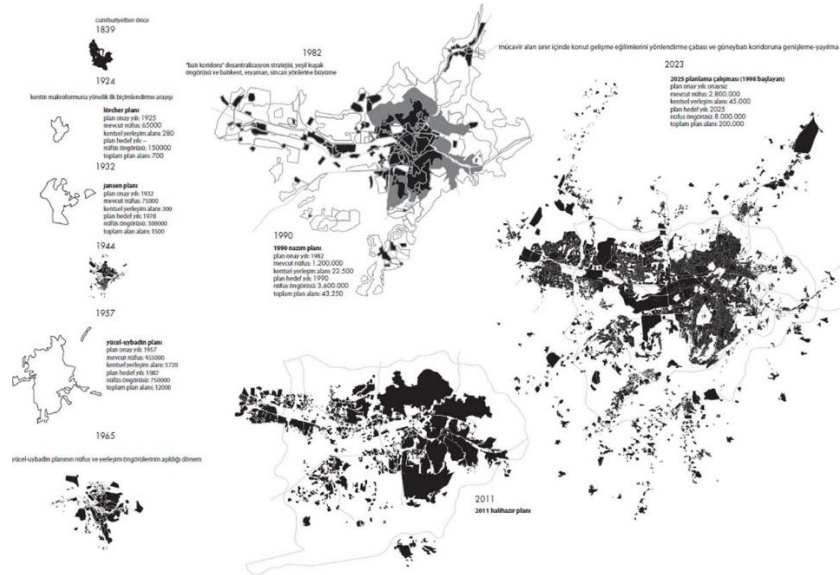 cumhuriyetten önce
1839
1924
kentin makroformuna yönelik ilk biçimlendirme arayışı
lörcher planı
plan onay yılı: 1925
mevcut nüfus: 65000
kentsel yerleşim alanı: 280
plan hedef yılı: –
nüfüs öngörüsü: 150000
toplam plan alanı: 700
1932
jansen planı
plan onay yılı: 1932
mevcut nüfus: 75000
kentsel yerleşim alanı: 300
plan hedef yılı: 1978
nüfus öngörüsü: 300000
toplam alan alanı: 1500
1944
1957
yücel-uybadin planı
plan onay yılı: 1957
mevcut nüfus: 455000
kentsel yerleşim alanı: 5720
plan hedef yılı: 1987
nüfüs öngörüsü: 750000
toplam plan alanı: 12000
1965
yücel-uybadin planının nüfus ve yerleşim öngörülerinin aşıldığı dönem
1982
"batı koridoru" desantralizasyon stratejisi, yeşil kuşak
öngörüsü ve batıkent, eryaman, sincan yönlerine büyüme
1990
1990 nazım planı
plan onay yılı: 1982
mevcut nüfus: 1.200.000
kentsel yerleşim alanı: 22.500
plan hedef yılı: 1990
nüfus öngörüsü: 3.600.000
toplam plan alanı: 43.250
2011
2011 halihazır planı
mücavir alan sınır içinde konut gelişme eğilimlerini yönlendirme çabası ve güneybatı koridoruna genişleme-yayılma
2023
2025 planlama çalışması (1998 başlayan)
plan onay yılı: onaysız
mevcut nüfus: 2.800.000
kentsel yerleşim alanı: 45.000
plan hedef yılı: 2025
nüfus öngörüsü: 8.000.000
toplam plan alanı: 200.000